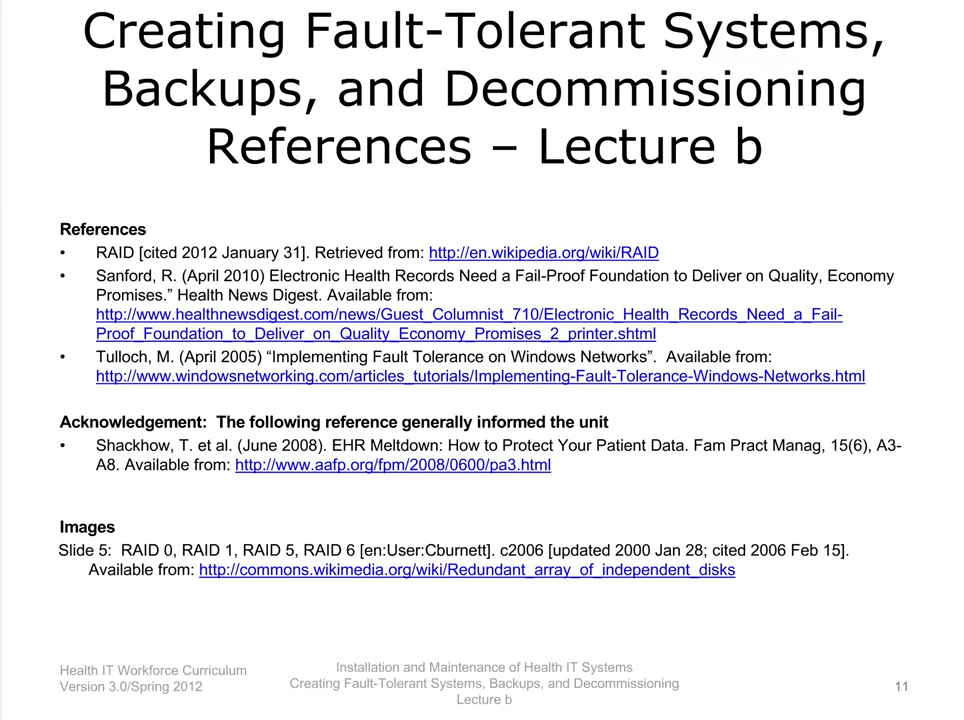 Creating Fault-Tolerant Systems,
Backups, and Decommissioning
References – Lecture b
References
• RAID [cited 2012 January 31]. Retrieved from: http://en.wikipedia.org/wiki/RAID
• Sanford, R. (April 2010) Electronic Health Records Need a Fail-Proof Foundation to Deliver on Quality, Economy
Promises.” Health News Digest. Available from:
http://www.healthnewsdigest.com/news/Guest_Columnist_710/Electronic_Health_Records_Need_a_Fail-
Proof_Foundation_to_Deliver_on_Quality_Economy_Promises_2_printer.shtml
• Tulloch, M. (April 2005) “Implementing Fault Tolerance on Windows Networks”.  Available from:
http://www.windowsnetworking.com/articles_tutorials/Implementing-Fault-Tolerance-Windows-Networks.html
Acknowledgement:  The following reference generally informed the unit
• Shackhow, T. et al. (June 2008). EHR Meltdown: How to Protect Your Patient Data. Fam Pract Manag, 15(6), A3-
A8. Available from: http://www.aafp.org/fpm/2008/0600/pa3.html
Images
Slide 5:  RAID 0, RAID 1, RAID 5, RAID 6 [en:User:Cburnett]. c2006 [updated 2000 Jan 28; cited 2006 Feb 15].
Available from: http://commons.wikimedia.org/wiki/Redundant_array_of_independent_disks
Health IT Workforce Curriculum
Version 3.0/Spring 2012
Installation and Maintenance of Health IT Systems
Creating Fault-Tolerant Systems, Backups, and Decommissioning
Lecture b
11